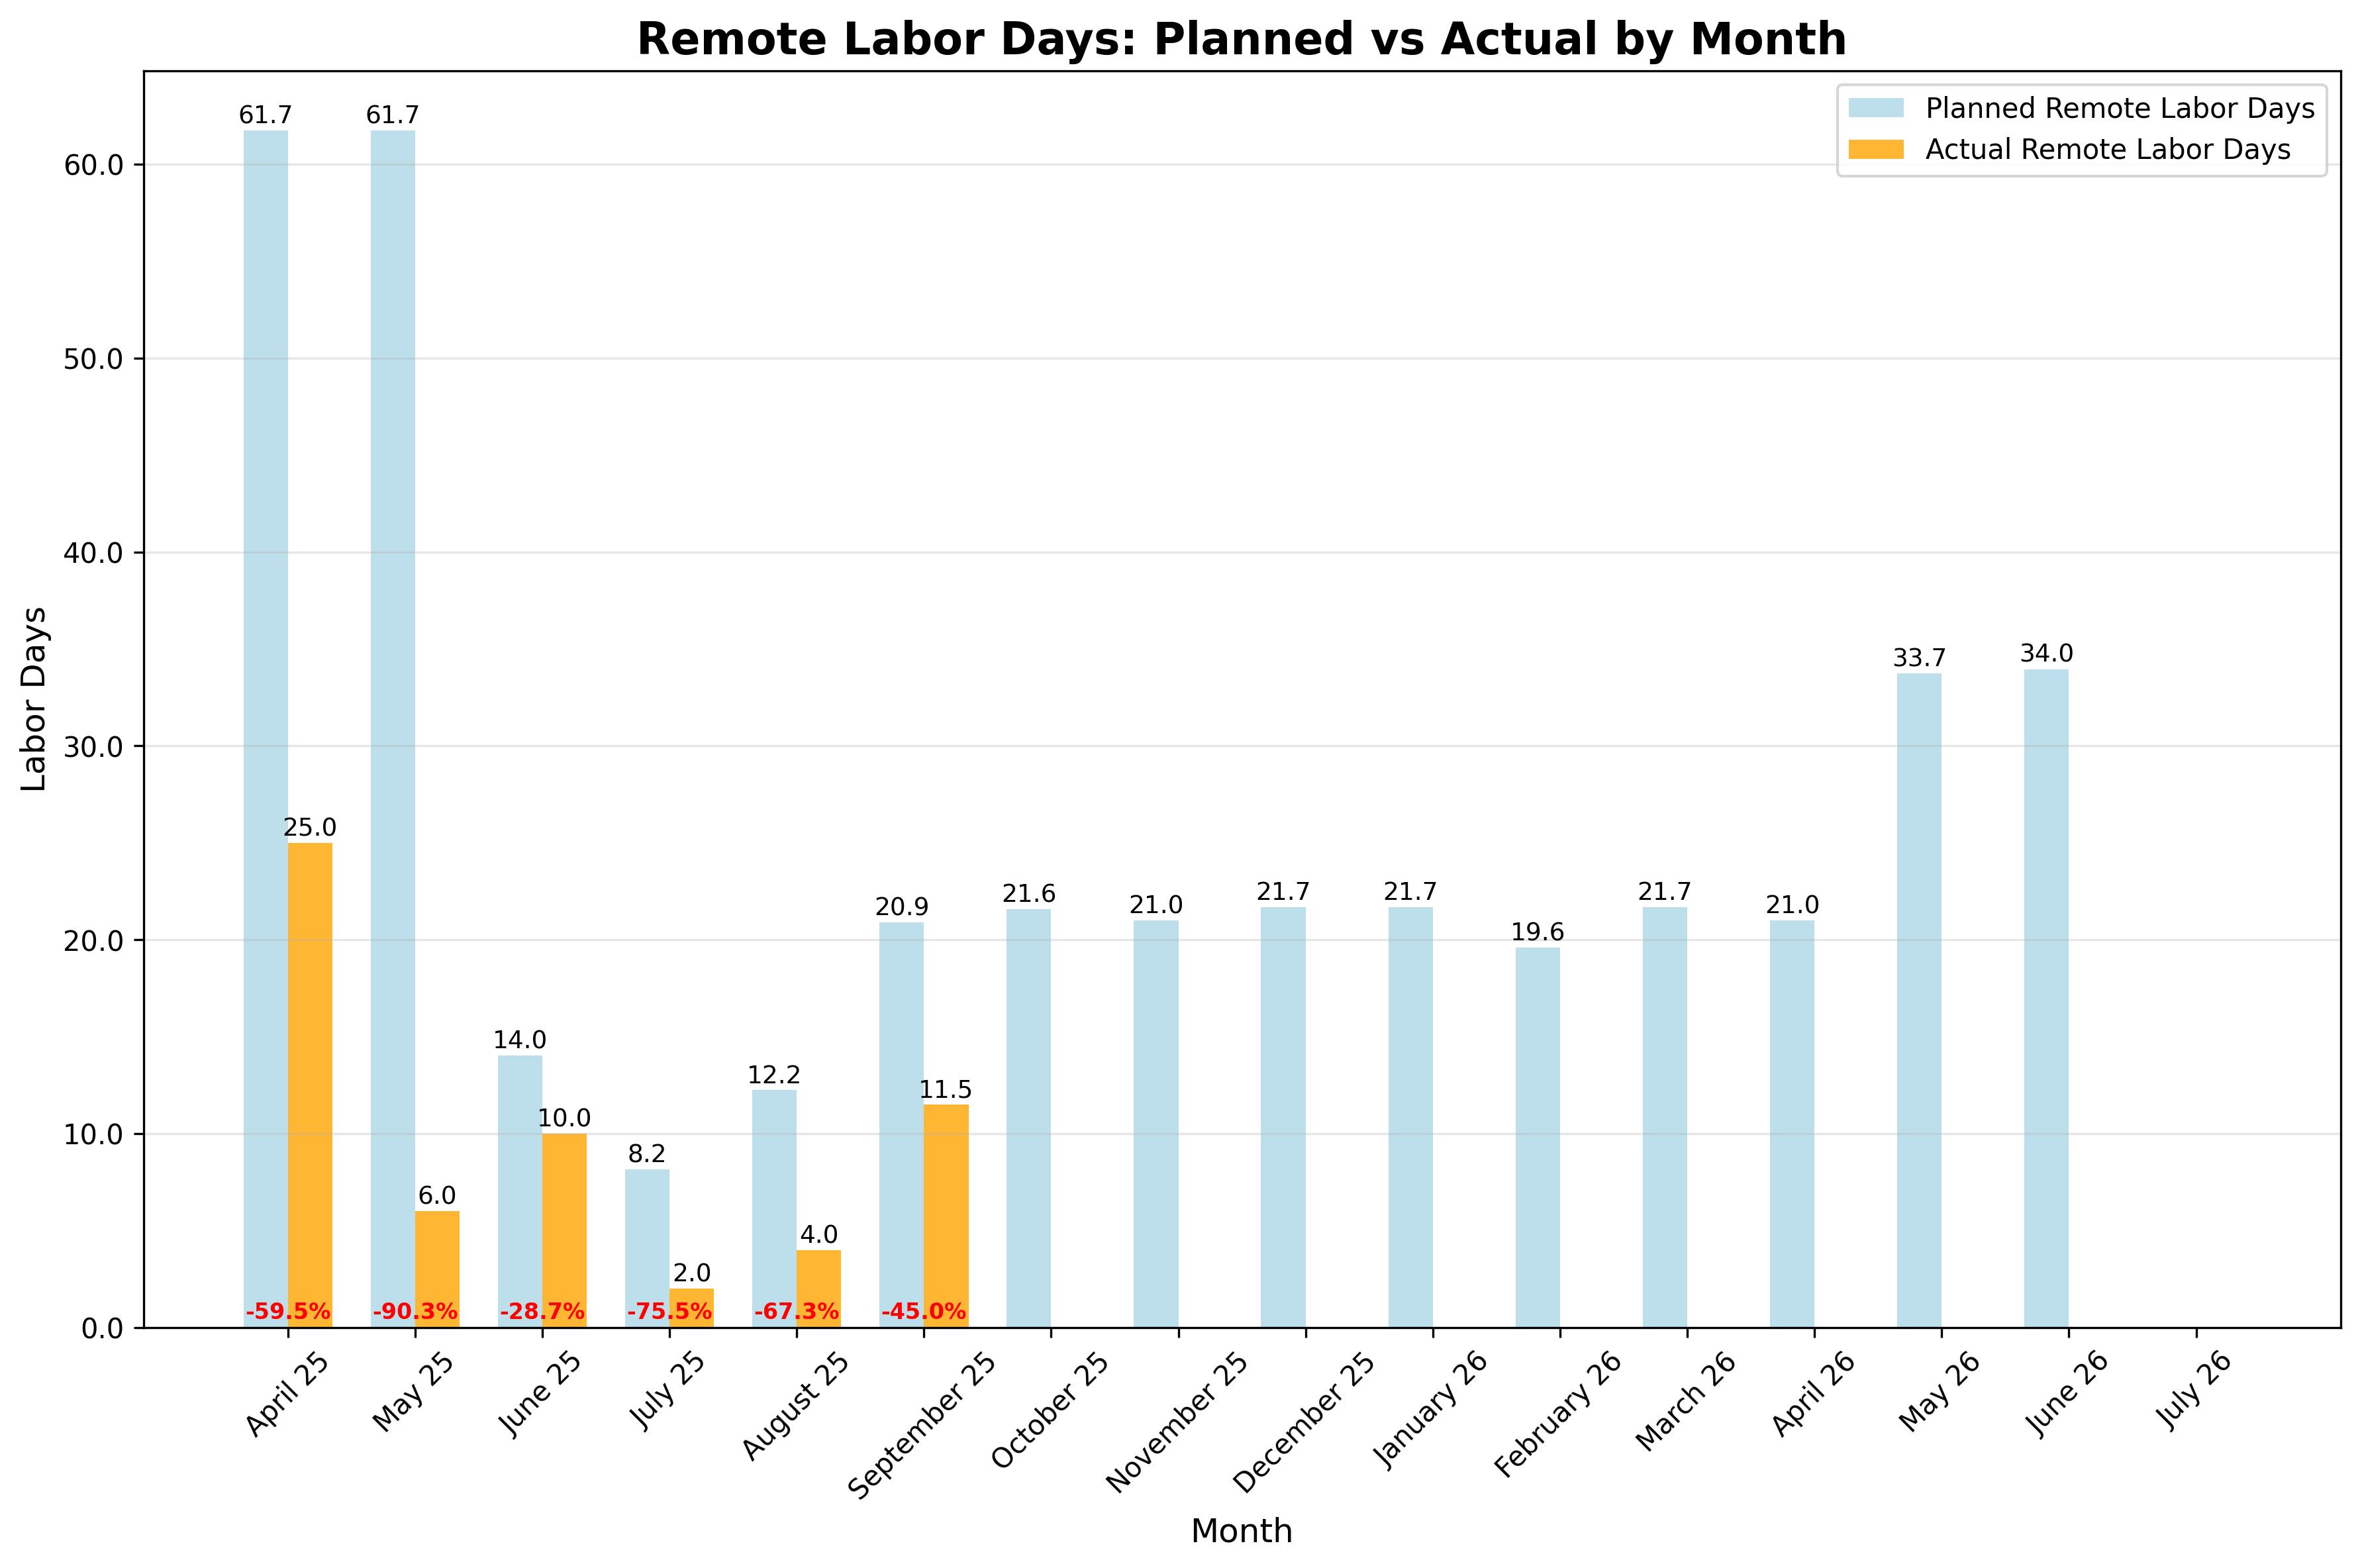 Remote Labor Days: Planned vs Actual by Month
Planned Remote Labor Days
Actual Remote Labor Days
Labor Days
60.0
50.0
40.0
30.0
20.0
10.0
0.0
61.7
61.7
14.0
8.2
12.2
20.9
21.6
21.0
21.7
21.7
19.6
21.7
21.0
33.7
34.0
25.0
6.0
10.0
2.0
4.0
11.5
-59.5%
-90.3%
-28.7%
-75.5%
-67.3%
-45.0%
April 25
May 25
June 25
July 25
August 25
September 25
October 25
November 25
December 25
January 26
February 26
March 26
April 26
May 26
June 26
July 26
Month